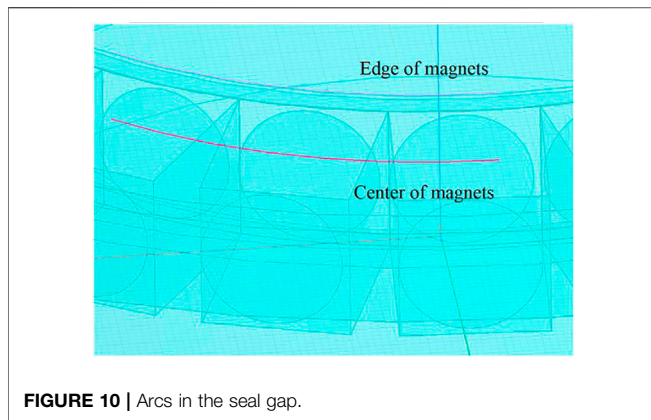 Edge of magnets
Center of magnets
FIGURE 10 | Arcs in the seal gap.